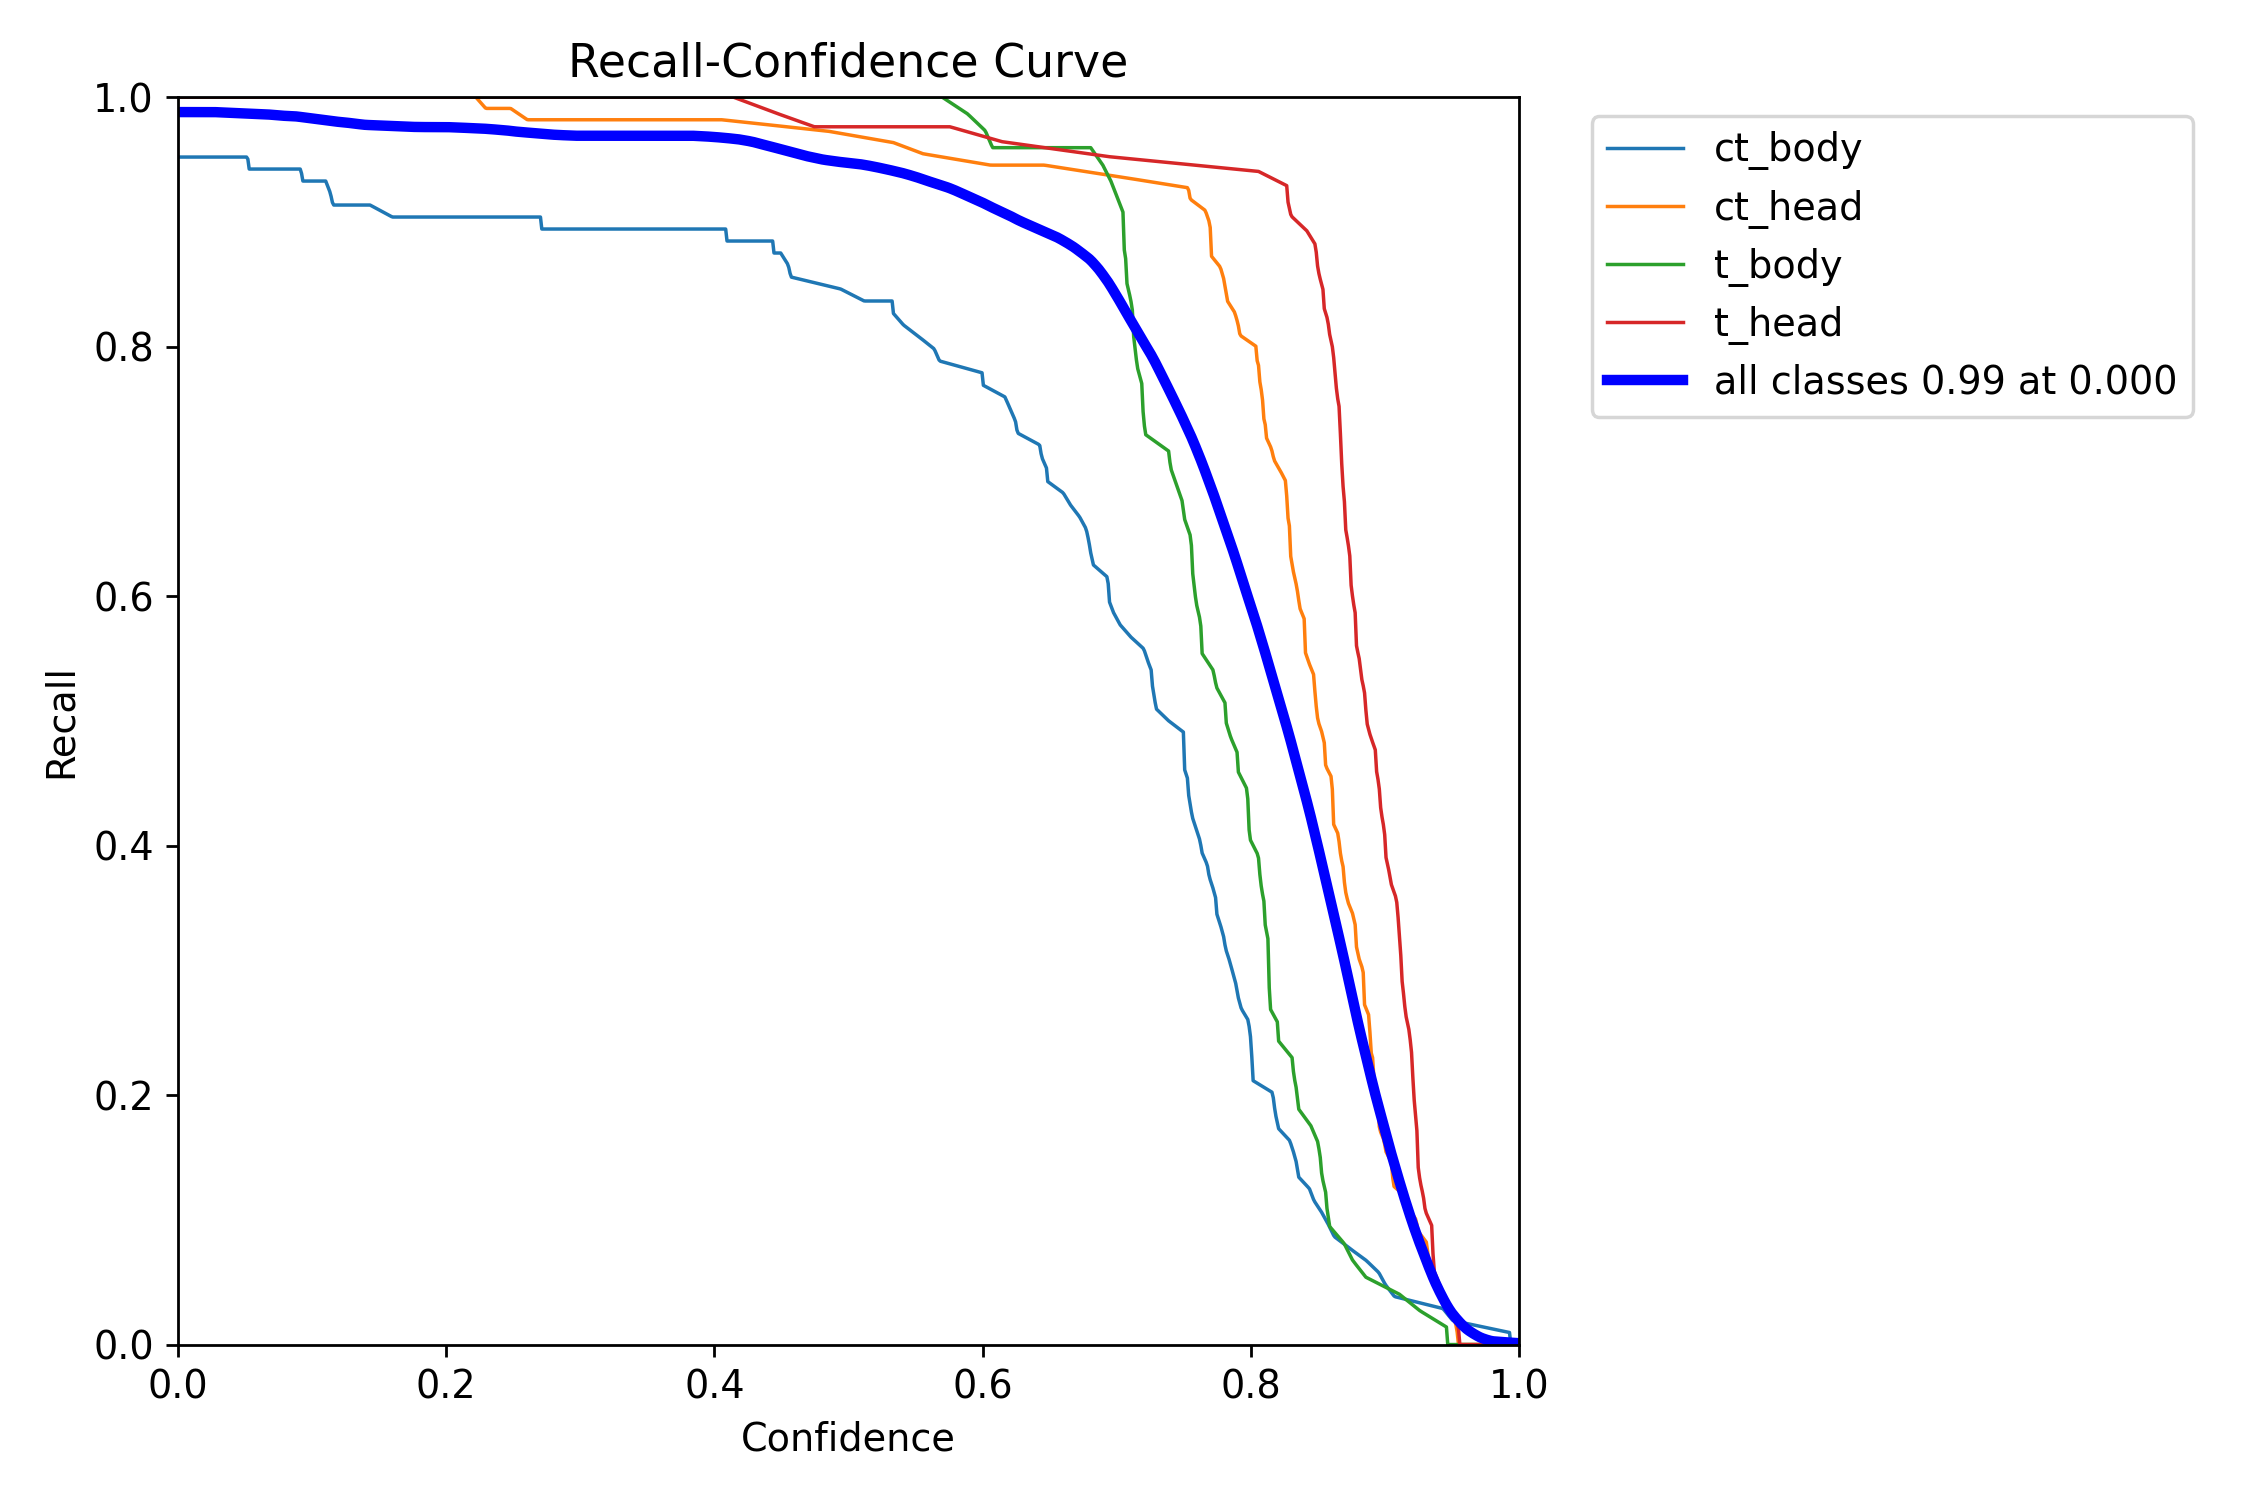 Recall-Confidence Curve
1.0
0.8
0.6
0.4
0.2
0.0
Recall
0.0 0.2 0.4 0.6 0.8 1.0
Confidence
ct_body
ct_head
t_body
t_head
all classes 0.99 at 0.000